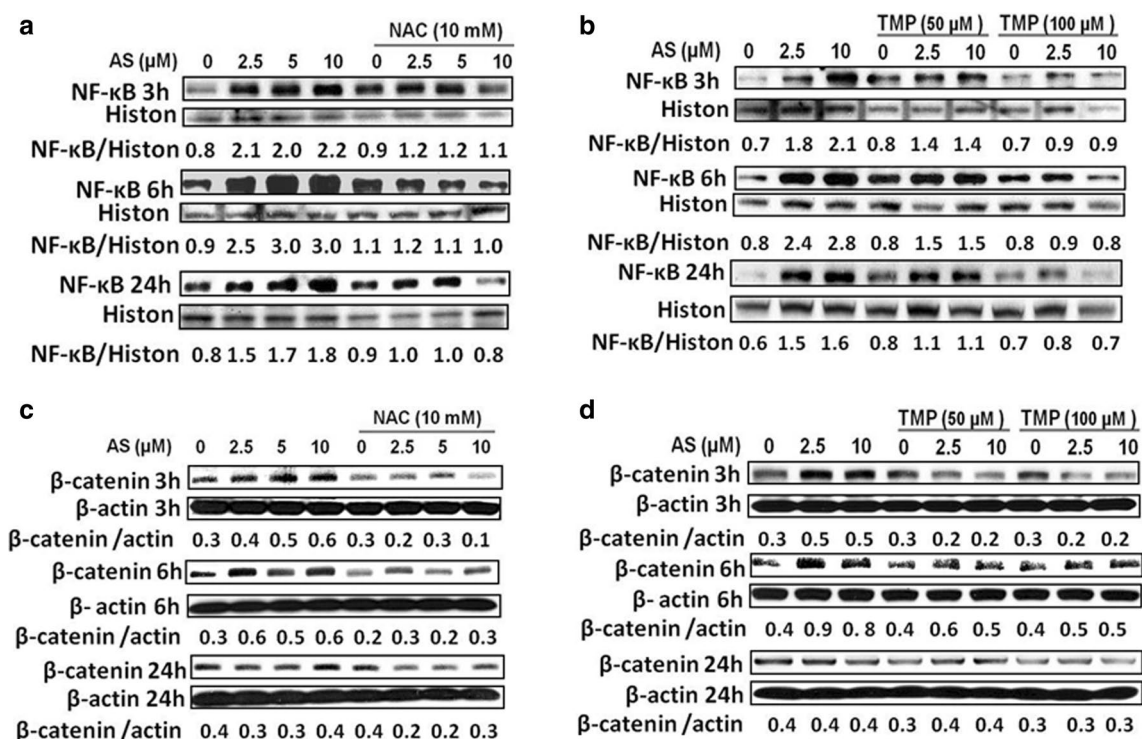 a
NAC (10 mM)
AS (μM) 0 2.5 5 10 0 2.5 5 10
NF-κB 3h
Histon
NF-κB/Histon 0.8 2.1 2.0 2.2 0.9 1.2 1.2 1.1
NF-κB 6h
Histon
NF-κB/Histon 0.9 2.5 3.0 3.0 1.1 1.2 1.1 1.0
NF-κB 24h
Histon
NF-κB/Histon 0.8 1.5 1.7 1.8 0.9 1.0 1.0 0.8
b
TMP (50 μM) TMP (100 μM)
AS (μM) 0 2.5 10 0 2.5 10 0 2.5 10
NF-κB 3h
Histon
NF-κB/Histon 0.7 1.8 2.1 0.8 1.4 1.4 0.7 0.9 0.9
NF-κB 6h
Histon
NF-κB/Histon 0.8 2.4 2.8 0.8 1.5 1.5 0.8 0.9 0.8
NF-κB 24h
Histon
NF-κB/Histon 0.6 1.5 1.6 0.8 1.1 1.1 0.7 0.8 0.7
c
NAC (10 mM)
AS (μM) 0 2.5 5 10 0 2.5 5 10
β-catenin 3h
β-actin 3h
β-catenin /actin 0.3 0.4 0.5 0.6 0.3 0.2 0.3 0.1
β-catenin 6h
β- actin 6h
β-catenin /actin 0.3 0.6 0.5 0.6 0.2 0.3 0.2 0.3
β-catenin 24h
β-actin 24h
β-catenin /actin 0.4 0.3 0.3 0.4 0.4 0.2 0.2 0.3
d
TMP (50 μM) TMP (100 μM)
AS (μM) 0 2.5 10 0 2.5 10 0 2.5 10
β-catenin 3h
β-actin 3h
β-catenin /actin 0.3 0.5 0.5 0.3 0.2 0.2 0.3 0.2 0.2
β-catenin 6h
β- actin 6h
β-catenin /actin 0.4 0.9 0. 8 0.4 0.6 0.5 0.4 0.5 0.5
β-catenin 24h
β-actin 24h
β-catenin /actin 0.4 0.4 0.4 0.3 0.4 0.4 0.3 0.3 0.3